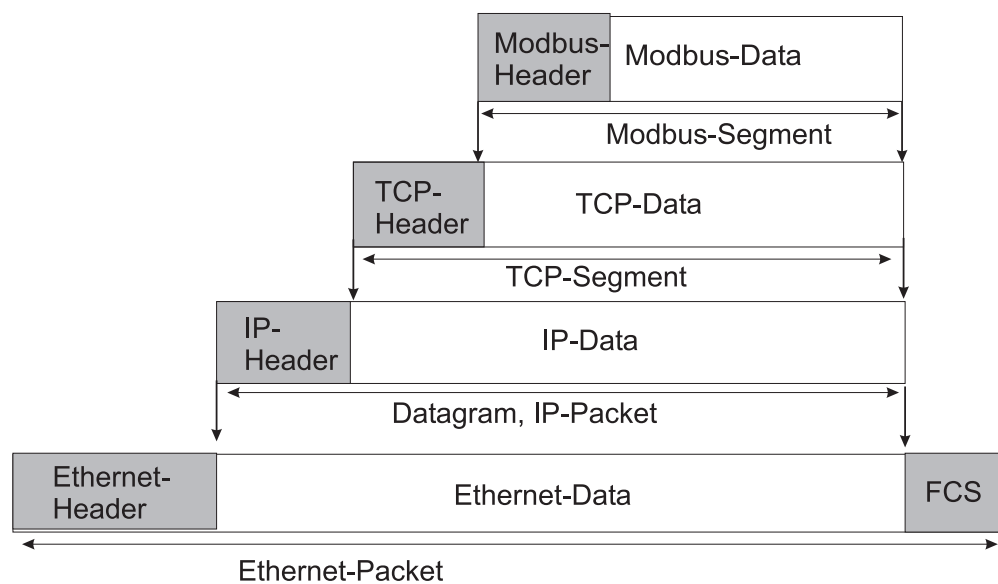 Modbus-
Header
Modbus-Data
Modbus-Segment
TCP-
Header
TCP-Data
TCP-Segment
IP-
Header
IP-Data
Datagram, IP-Packet
Ethernet-
Header
Ethernet-Data
FCS
Ethernet-Packet